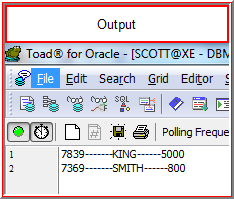 Output
Toad® for Oracle - [SCOTT@XE - DBM
File Edit Search Grid Editor
SQL
Polling Freque
1 7839-------KING------5000
2 7369-------SMITH------800